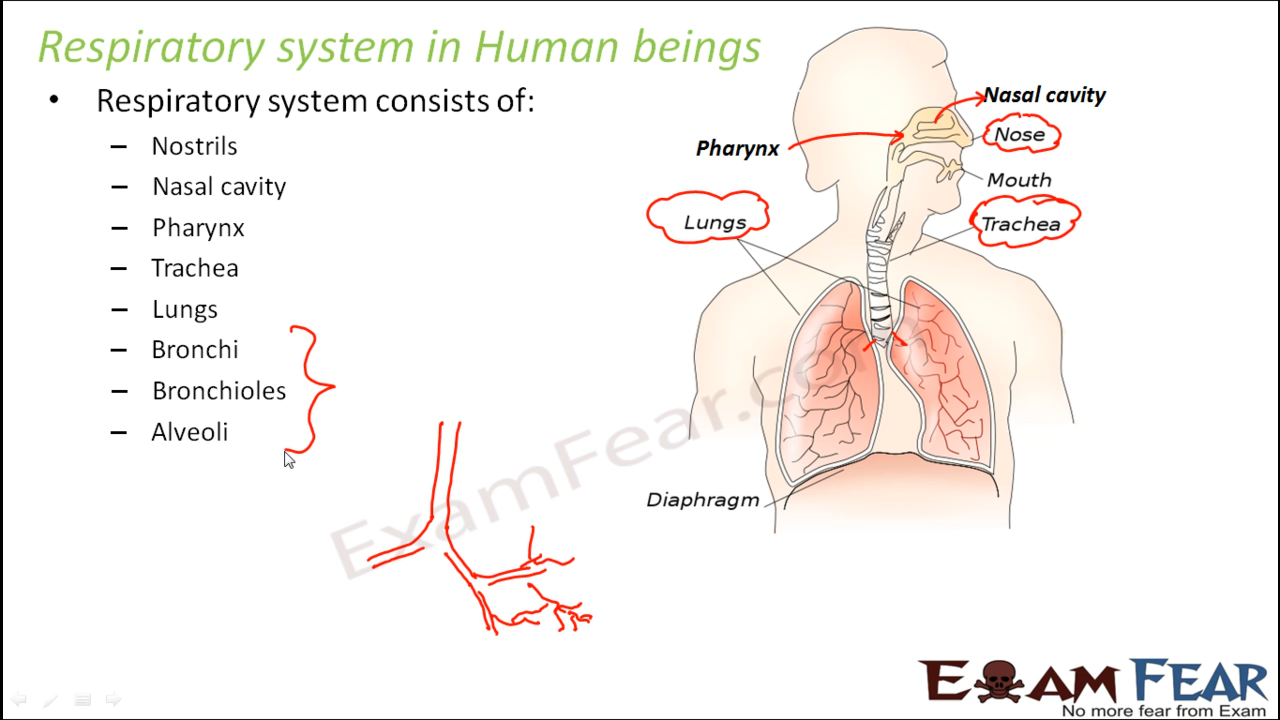 Respiratory system in Human beings
• Respiratory system consists of:
– Nostrils
– Nasal cavity
– Pharynx
– Trachea
– Lungs
– Bronchi
– Bronchioles
– Alveoli
Nasal cavity
Nose
Pharynx
Mouth
Lungs
Trachea
Diaphragm
ExamFear.com
EXAM FEAR
No more fear from Exam